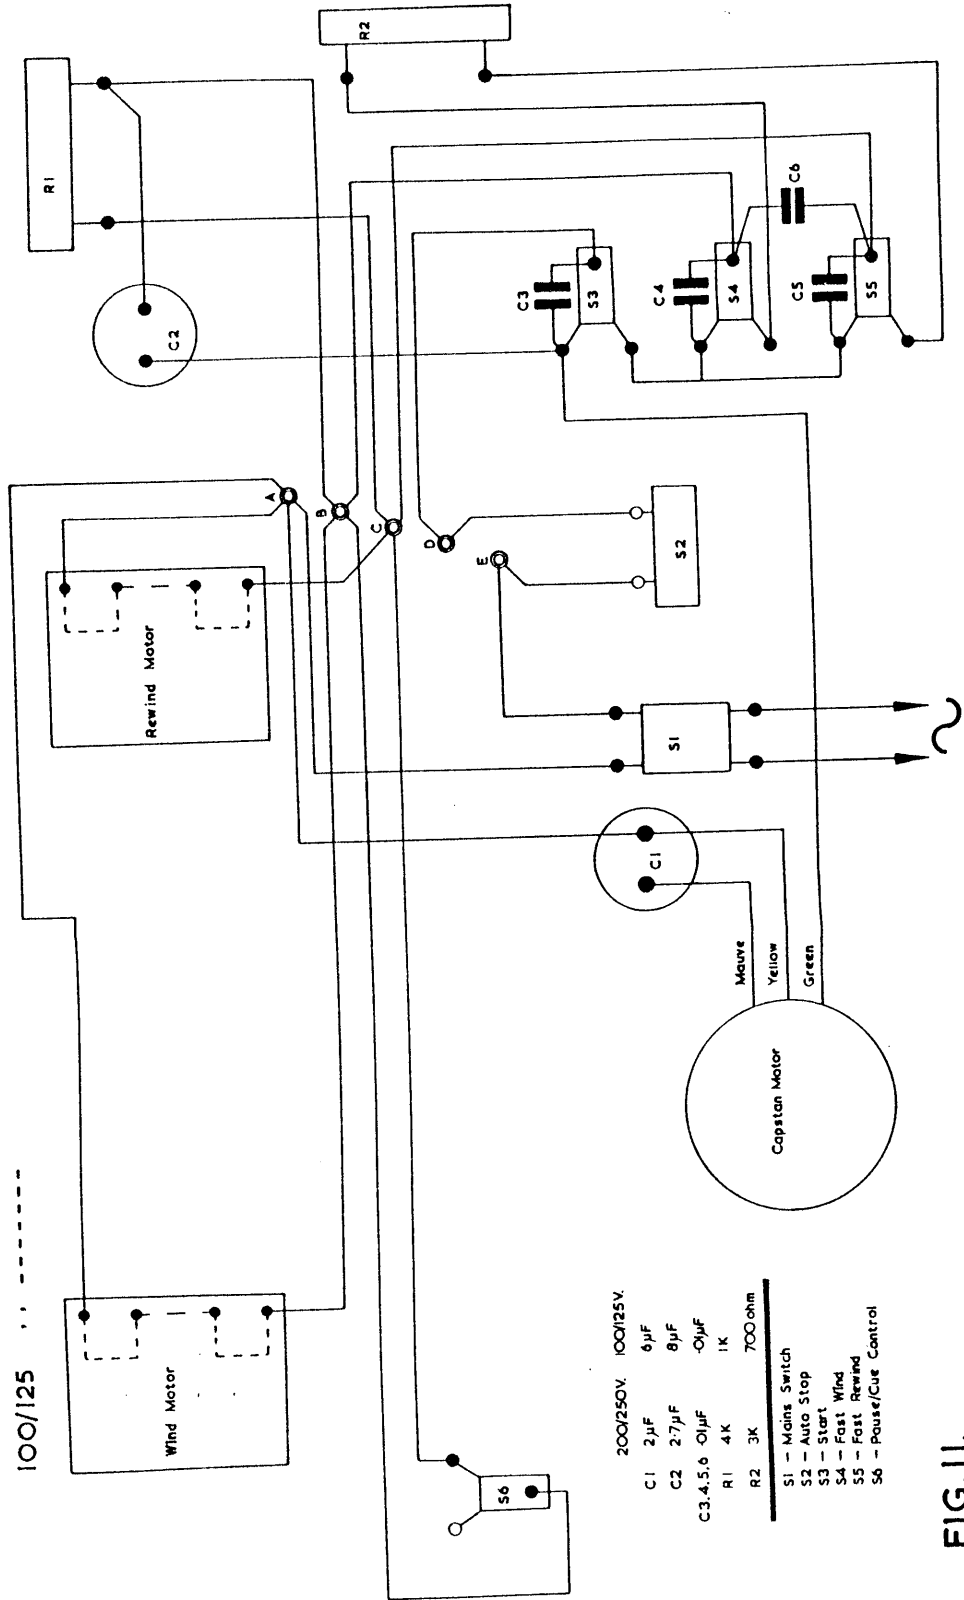 100/125 ,, -------
R1
R2
C2
Rewind Motor
Wind Motor
A
B
C
D
E
C3
S3
C4
S4
C6
C5
S5
S2
S1
C1
S6
Mauve
Yellow
Green
Capstan Motor
200/250V. 100/125V.
C1 2µF 6µF
C2 2·7µF 8µF
C3.4.5.6 ·01µF ·01µF
R1 4K 1K
R2 3K 700 ohm
S1 — Mains Switch
S2 — Auto Stop
S3 — Start
S4 — Fast Wind
S5 — Fast Rewind
S6 — Pause/Cue Control
FIG. 11.